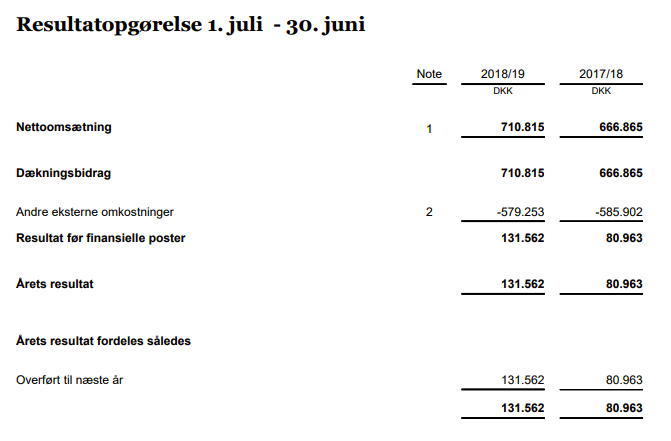 Resultatopgørelse 1. juli - 30. juni
Note 2018/19 2017/18
DKK DKK
Nettoomsætning 1 710.815 666.865
Dækningsbidrag 710.815 666.865
Andre eksterne omkostninger 2 -579.253 -585.902
Resultat før finansielle poster 131.562 80.963
Årets resultat 131.562 80.963
Årets resultat fordeles således
Overført til næste år 131.562 80.963
131.562 80.963